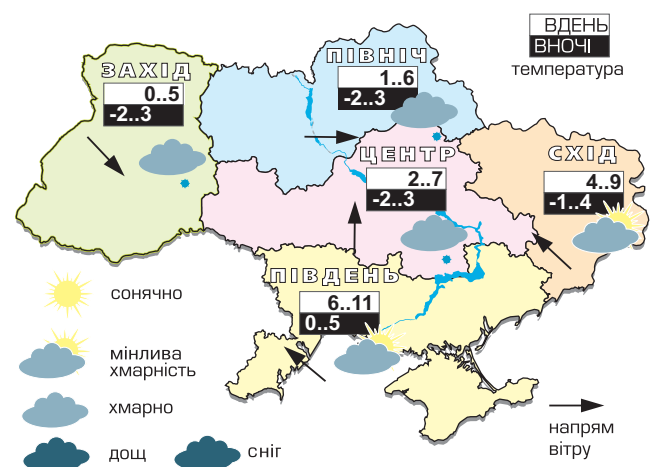 ВДЕНЬ
ВНОЧІ
температура
ЗАХІД
0..5
-2..3
ПІВНІЧ
1..6
-2..3
ЦЕНТР
2..7
-2..3
СХІД
4..9
-1..4
ПІВДЕНЬ
6..11
0..5
сонячно
мінлива
хмарність
хмарно
дощ
сніг
напрям
вітру